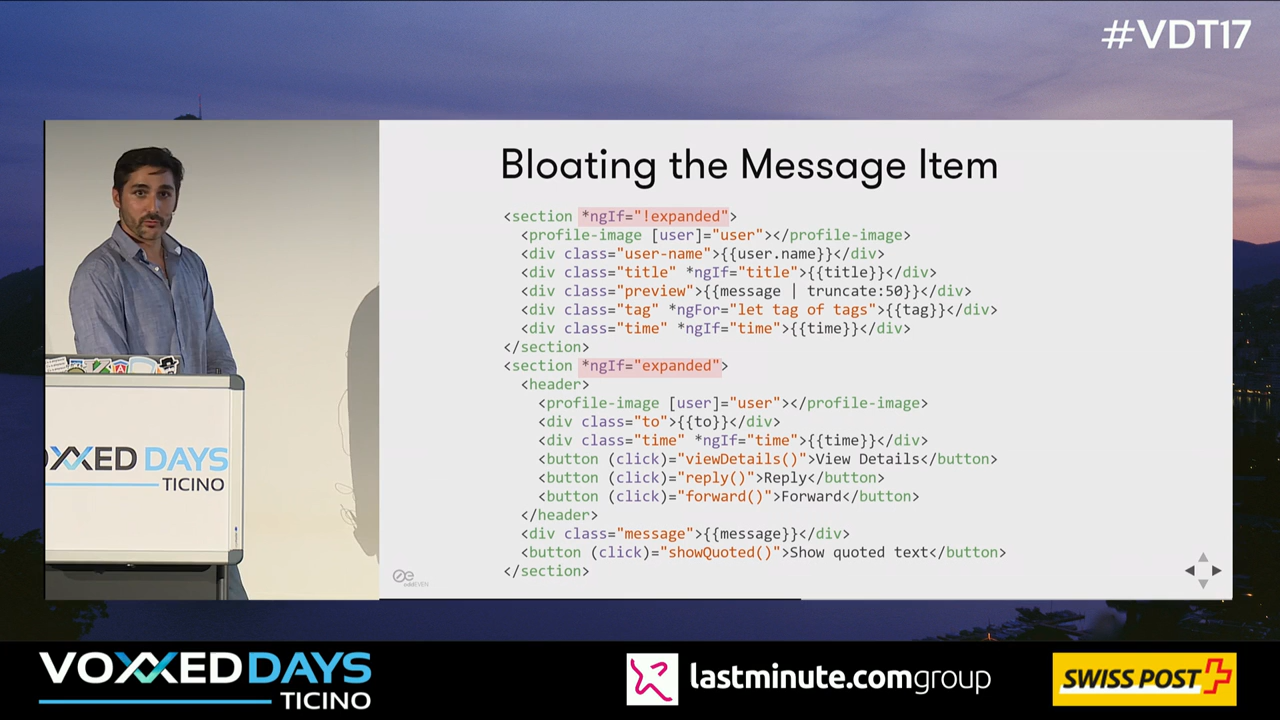 #VDT17
Bloating the Message Item
<section *ngIf="!expanded">
  <profile-image [user]="user"></profile-image>
  <div class="user-name">{{user.name}}</div>
  <div class="title" *ngIf="title">{{title}}</div>
  <div class="preview">{{message | truncate:50}}</div>
  <div class="tag" *ngFor="let tag of tags">{{tag}}</div>
  <div class="time" *ngIf="time">{{time}}</div>
</section>
<section *ngIf="expanded">
  <header>
    <profile-image [user]="user"></profile-image>
    <div class="to">{{to}}</div>
    <div class="time" *ngIf="time">{{time}}</div>
    <button (click)="viewDetails()">View Details</button>
    <button (click)="reply()">Reply</button>
    <button (click)="forward()">Forward</button>
  </header>
  <div class="message">{{message}}</div>
  <button (click)="showQuoted()">Show quoted text</button>
</section>
oddEVEN
OXXED DAYS
TICINO
VOXXED DAYS
TICINO
lastminute.com group
SWISS POST